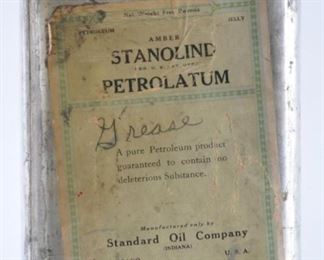 Net Weight Five Pounds
PETROLEUM JELLY
AMBER
STANOLIND
PETROLATUM
Grease
A pure Petroleum product
guaranteed to contain no
deleterious Substance.
Manufactured only by
Standard Oil Company
(INDIANA)
U. S. A.